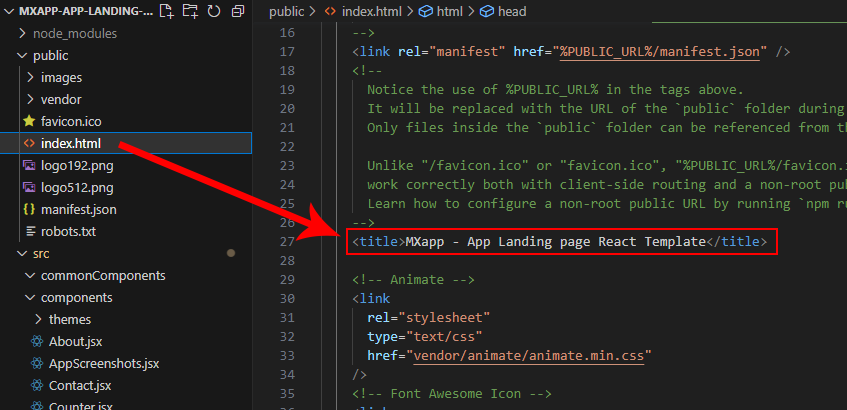 MXAPP-APP-LANDING-...
node_modules
public
images
vendor
favicon.ico
index.html
logo192.png
logo512.png
manifest.json
robots.txt
src
commonComponents
components
themes
About.jsx
AppScreenshots.jsx
Contact.jsx
Counter.jsx
public > <> index.html > html > head
16 -->
17 <link rel="manifest" href="%PUBLIC_URL%/manifest.json" />
18 <!--
19 Notice the use of %PUBLIC_URL% in the tags above.
20 It will be replaced with the URL of the `public` folder during
21 Only files inside the `public` folder can be referenced from th
22
23 Unlike "/favicon.ico" or "favicon.ico", "%PUBLIC_URL%/favicon.i
24 work correctly both with client-side routing and a non-root pub
25 Learn how to configure a non-root public URL by running `npm ru
26 -->
27 <title>MXapp - App Landing page React Template</title>
28
29 <!-- Animate -->
30 <link
31 rel="stylesheet"
32 type="text/css"
33 href="vendor/animate/animate.min.css"
34 />
35 <!-- Font Awesome Icon -->
36 <link